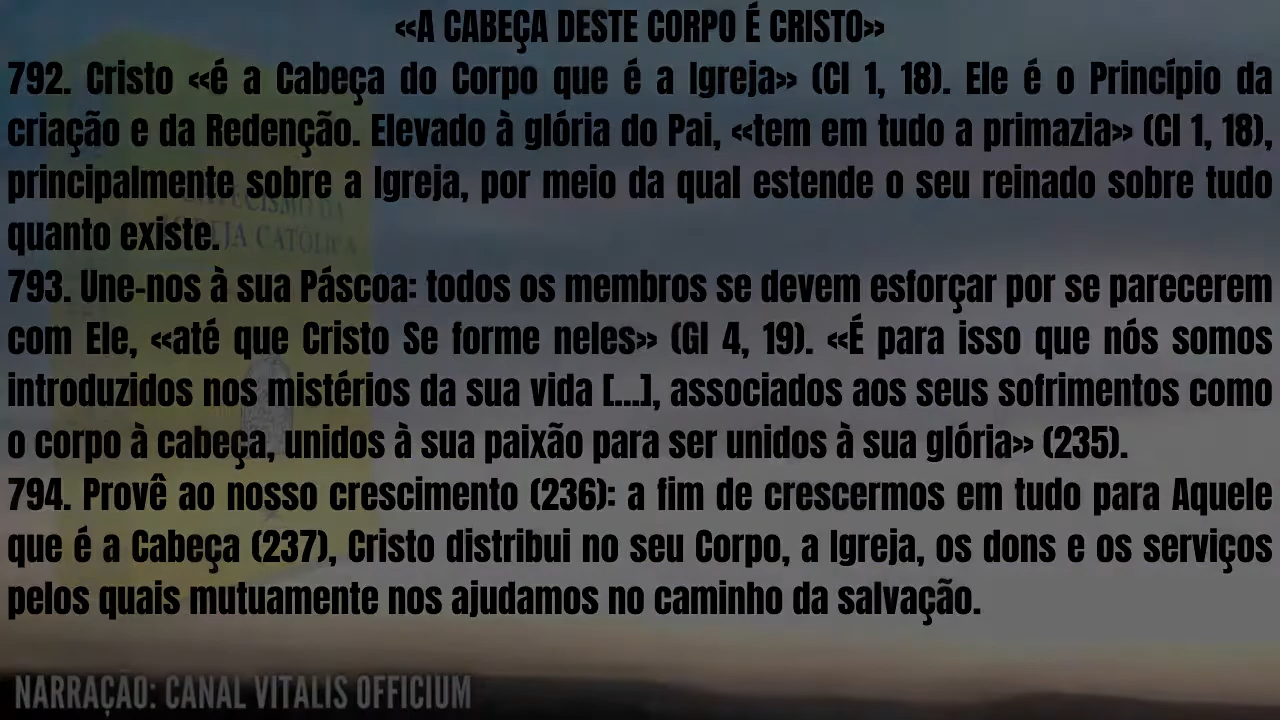 «A CABEÇA DESTE CORPO É CRISTO»
792. Cristo «é a Cabeça do Corpo que é a Igreja» (Cl 1, 18). Ele é o Princípio da
criação e da Redenção. Elevado à glória do Pai, «tem em tudo a primazia» (Cl 1, 18),
principalmente sobre a Igreja, por meio da qual estende o seu reinado sobre tudo
quanto existe.
793. Une-nos à sua Páscoa: todos os membros se devem esforçar por se parecerem
com Ele, «até que Cristo Se forme neles» (Gl 4, 19). «É para isso que nós somos
introduzidos nos mistérios da sua vida [...], associados aos seus sofrimentos como
o corpo à cabeça, unidos à sua paixão para ser unidos à sua glória» (235).
794. Provê ao nosso crescimento (236): a fim de crescermos em tudo para Aquele
que é a Cabeça (237), Cristo distribui no seu Corpo, a Igreja, os dons e os serviços
pelos quais mutuamente nos ajudamos no caminho da salvação.
CATECISMO DA
IGREJA CATÓLICA
NARRAÇÃO: CANAL VITALIS OFFICIUM